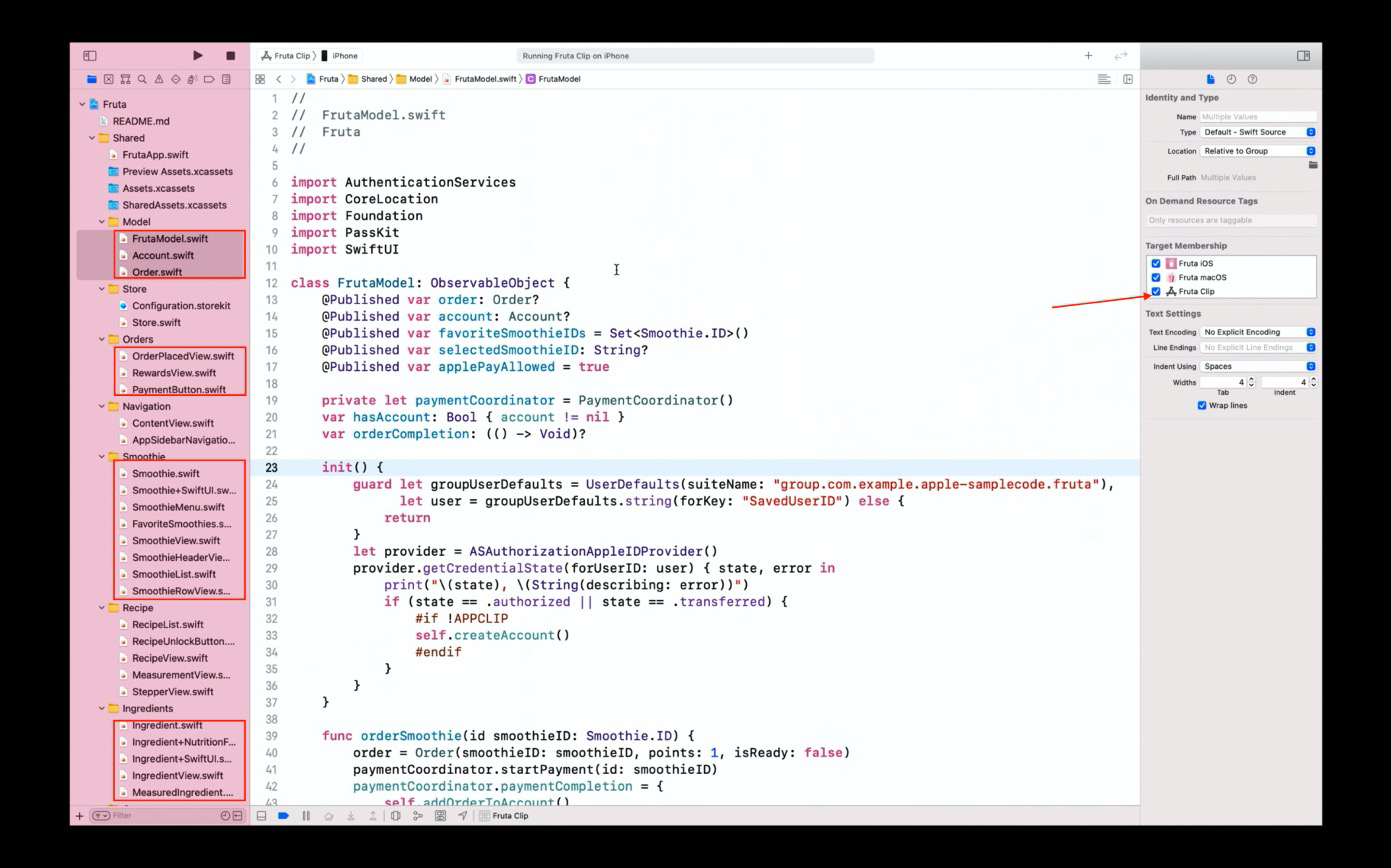 Fruta Clip 〉 iPhone
Running Fruta Clip on iPhone
Fruta
README.md
Shared
FrutaApp.swift
Preview Assets.xcassets
Assets.xcassets
SharedAssets.xcassets
Model
FrutaModel.swift
Account.swift
Order.swift
Store
Configuration.storekit
Store.swift
Orders
OrderPlacedView.swift
RewardsView.swift
PaymentButton.swift
Navigation
ContentView.swift
AppSidebarNavigatio...
Smoothie
Smoothie.swift
Smoothie+SwiftUI.sw...
SmoothieMenu.swift
FavoriteSmoothies.s...
SmoothieView.swift
SmoothieHeaderVie...
SmoothieList.swift
SmoothieRowView.s...
Recipe
RecipeList.swift
RecipeUnlockButton....
RecipeView.swift
MeasurementView.s...
StepperView.swift
Ingredients
Ingredient.swift
Ingredient+NutritionF...
Ingredient+SwiftUI.s...
IngredientView.swift
MeasuredIngredient....
Filter
Fruta 〉 Shared 〉 Model 〉 FrutaModel.swift 〉 C FrutaModel
1 //
2 //  FrutaModel.swift
3 //  Fruta
4 //
5
6 import AuthenticationServices
7 import CoreLocation
8 import Foundation
9 import PassKit
10 import SwiftUI
11
12 class FrutaModel: ObservableObject {
13     @Published var order: Order?
14     @Published var account: Account?
15     @Published var favoriteSmoothieIDs = Set<Smoothie.ID>()
16     @Published var selectedSmoothieID: String?
17     @Published var applePayAllowed = true
18
19     private let paymentCoordinator = PaymentCoordinator()
20     var hasAccount: Bool { account != nil }
21     var orderCompletion: (() -> Void)?
22
23     init() {
24         guard let groupUserDefaults = UserDefaults(suiteName: "group.com.example.apple-samplecode.fruta"),
25               let user = groupUserDefaults.string(forKey: "SavedUserID") else {
26             return
27         }
28         let provider = ASAuthorizationAppleIDProvider()
29         provider.getCredentialState(forUserID: user) { state, error in
30             print("\(state), \(String(describing: error))")
31             if (state == .authorized || state == .transferred) {
32                 #if !APPCLIP
33                 self.createAccount()
34                 #endif
35             }
36         }
37     }
38
39     func orderSmoothie(id smoothieID: Smoothie.ID) {
40         order = Order(smoothieID: smoothieID, points: 1, isReady: false)
41         paymentCoordinator.startPayment(id: smoothieID)
42         paymentCoordinator.paymentCompletion = {
43             self.addOrderToAccount()
Fruta Clip
Identity and Type
Name Multiple Values
Type Default - Swift Source
Location Relative to Group
Full Path Multiple Values
On Demand Resource Tags
Only resources are taggable
Target Membership
Fruta iOS
Fruta macOS
Fruta Clip
Text Settings
Text Encoding No Explicit Encoding
Line Endings No Explicit Line Endings
Indent Using Spaces
Widths 4 4
Tab Indent
Wrap lines